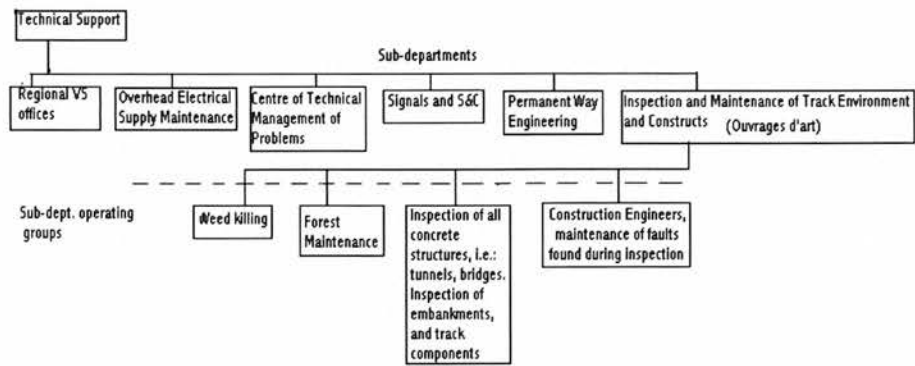 Technical Support
Sub-departments
Regional VS
offices
Overhead Electrical
Supply Maintenance
Centre of Technical
Management of
Problems
Signals and S&C
Permanent Way
Engineering
Inspection and Maintenance of Track Environment
and Constructs (Ouvrages d'art)
Sub-dept. operating
groups
Weed killing
Forest
Maintenance
Inspection of all
concrete
structures, i.e.:
tunnels, bridges.
Inspection of
embankments,
and track
components
Construction Engineers,
maintenance of faults
found during inspection